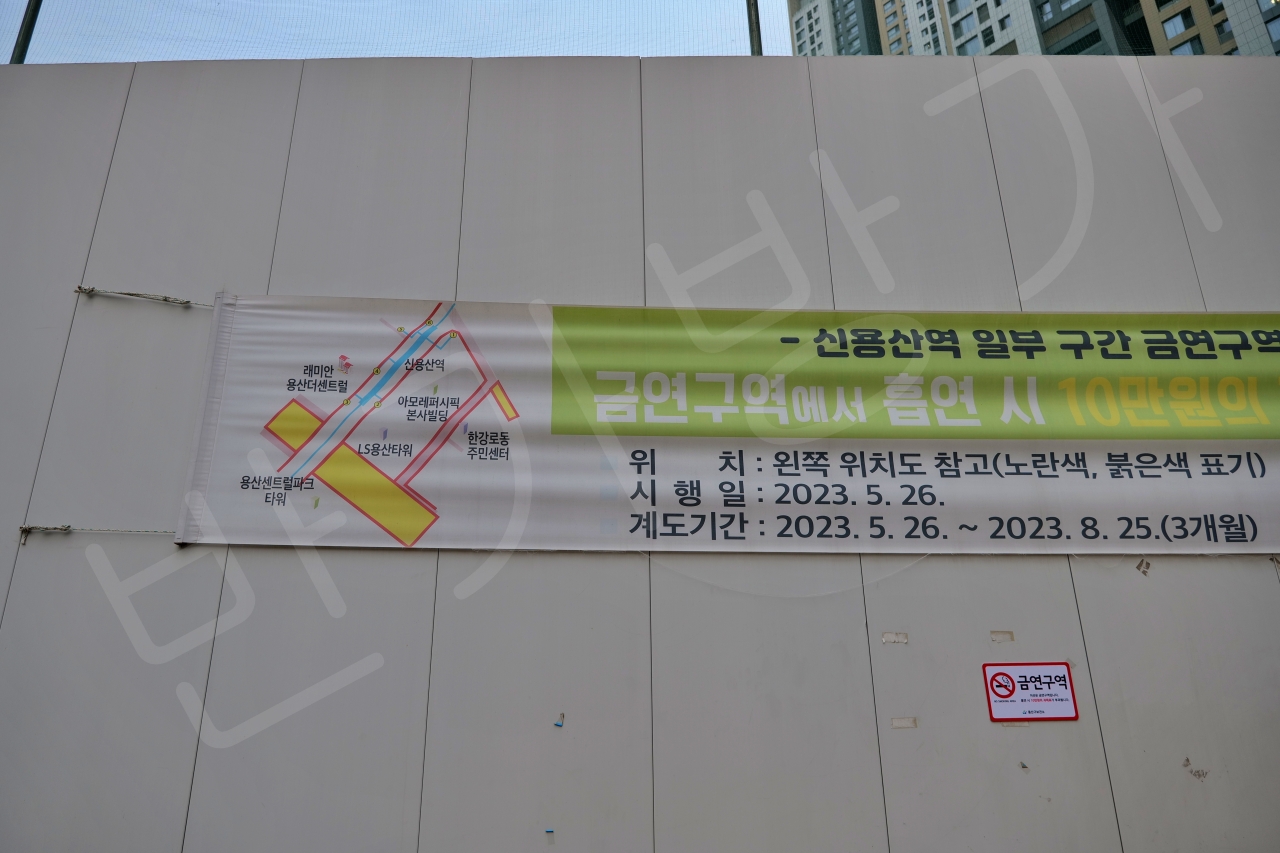 래미안
용산더센트럴
신용산역
아모레퍼시픽
본사빌딩
LS용산타워
한강로동
주민센터
용산센트럴파크
타워
- 신용산역 일부 구간 금연구역
금연구역에서 흡연 시 10만원의
위 치 : 왼쪽 위치도 참고(노란색, 붉은색 표기)
시 행 일 : 2023. 5. 26.
계도기간 : 2023. 5. 26. ~ 2023. 8. 25.(3개월)
금연구역